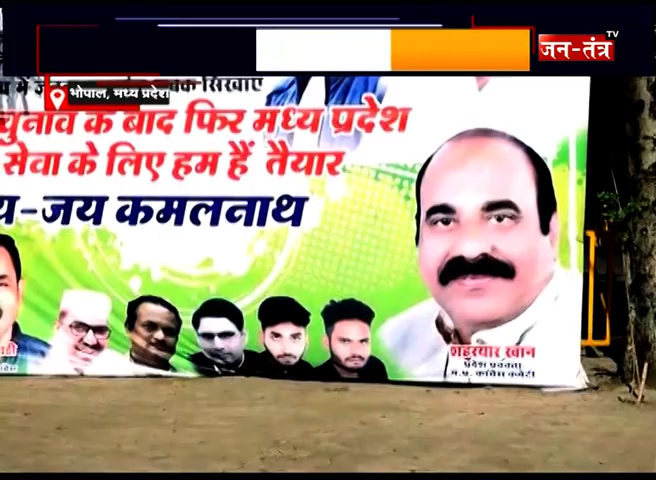 जन-तंत्र TV
सिखाए
भोपाल, मध्य प्रदेश
चुनाव के बाद फिर मध्य प्रदेश
सेवा के लिए हम हैं तैयार
-जय कमलनाथ
शहरयार खान
प्रदेश प्रवक्ता
म.प्र. कांग्रेस कमेटी